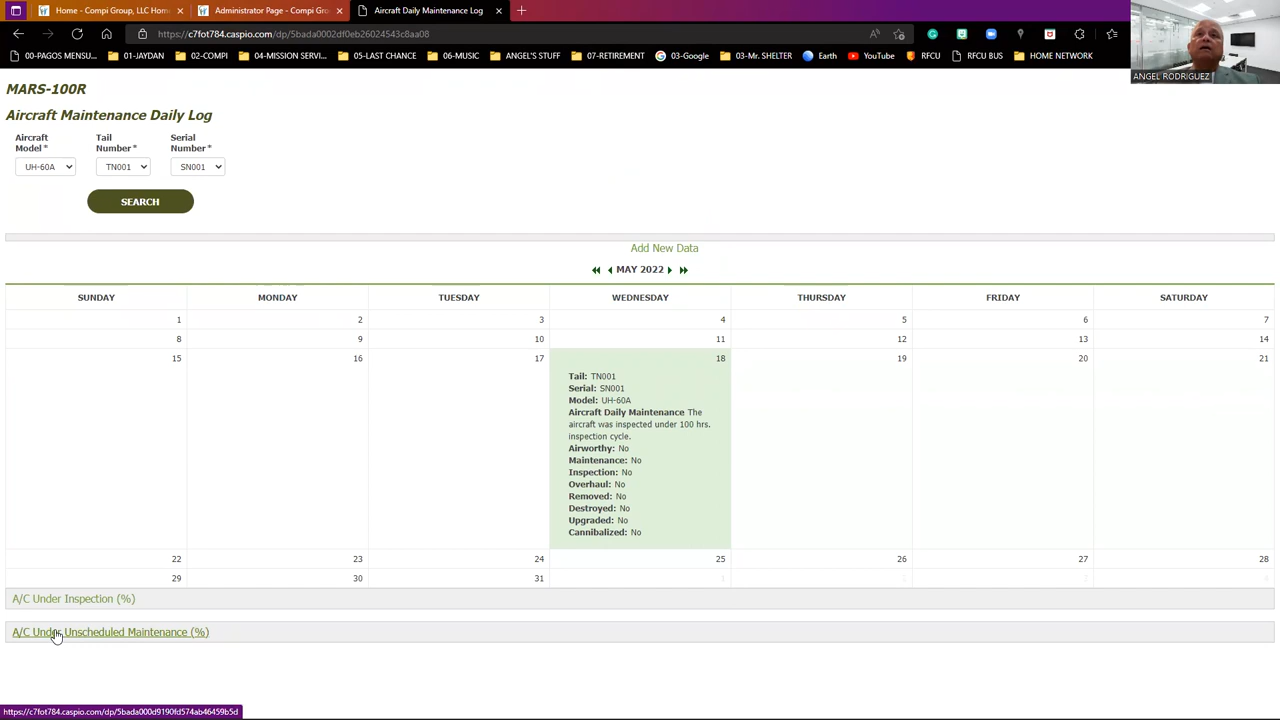 Home - Compi Group, LLC Hom
Administrator Page - Compi Gro
Aircraft Daily Maintenance Log
https://c7fot784.caspio.com/dp/5bada0002df0eb26024543c8aa08
00-PAGOS MENSU...
01-JAYDAN
02-COMPI
04-MISSION SERVI...
05-LAST CHANCE
06-MUSIC
ANGEL'S STUFF
07-RETIREMENT
03-Google
03-Mr. SHELTER
Earth
YouTube
RFCU
RFCU BUS
HOME NETWORK
ANGEL RODRIGUEZ
MARS-100R
Aircraft Maintenance Daily Log
Aircraft Model *
Tail Number *
Serial Number *
UH-60A
TN001
SN001
SEARCH
Add New Data
MAY 2022
SUNDAY MONDAY TUESDAY WEDNESDAY THURSDAY FRIDAY SATURDAY
1 2 3 4 5 6 7
8 9 10 11 12 13 14
15 16 17 18 19 20 21
Tail: TN001
Serial: SN001
Model: UH-60A
Aircraft Daily Maintenance The
aircraft was inspected under 100 hrs.
inspection cycle.
Airworthy: No
Maintenance: No
Inspection: No
Overhaul: No
Removed: No
Destroyed: No
Upgraded: No
Cannibalized: No
22 23 24 25 26 27 28
29 30 31 1 2 3 4
A/C Under Inspection (%)
A/C Under Unscheduled Maintenance (%)
https://c7fot784.caspio.com/dp/5bada000d9190fd574ab46459b5d